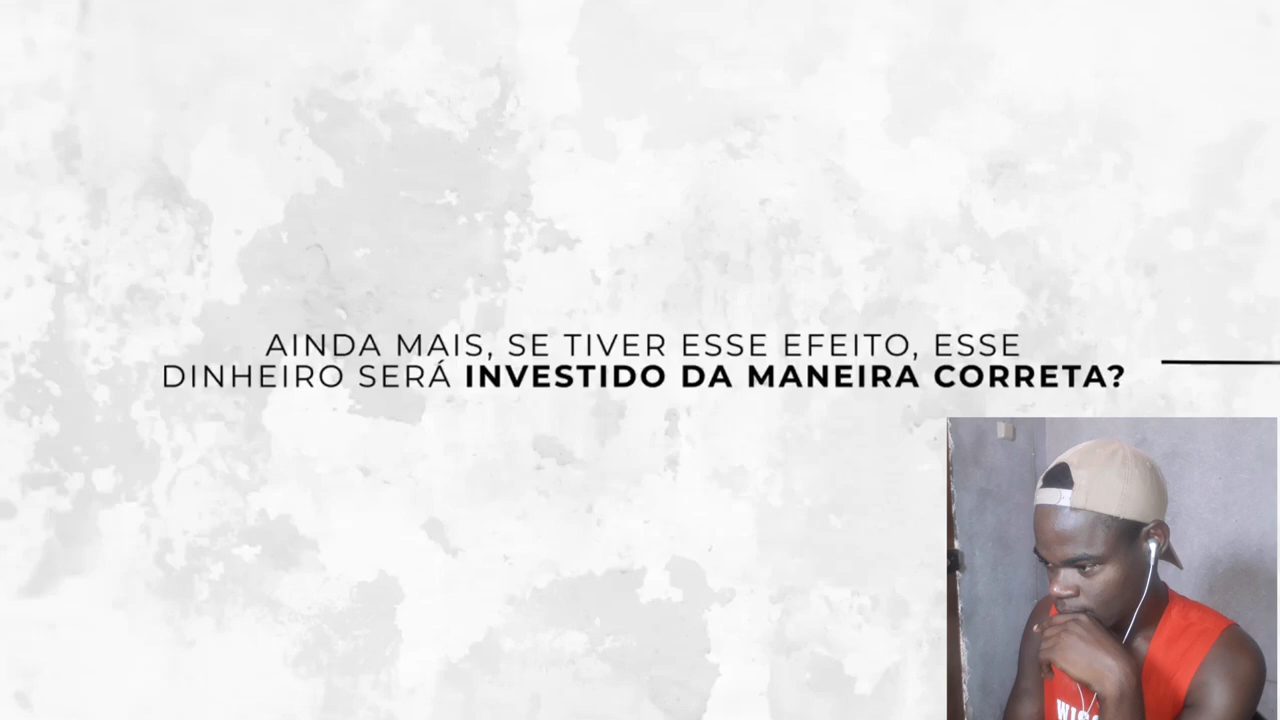 AINDA MAIS, SE TIVER ESSE EFEITO, ESSE
DINHEIRO SERÁ INVESTIDO DA MANEIRA CORRETA?